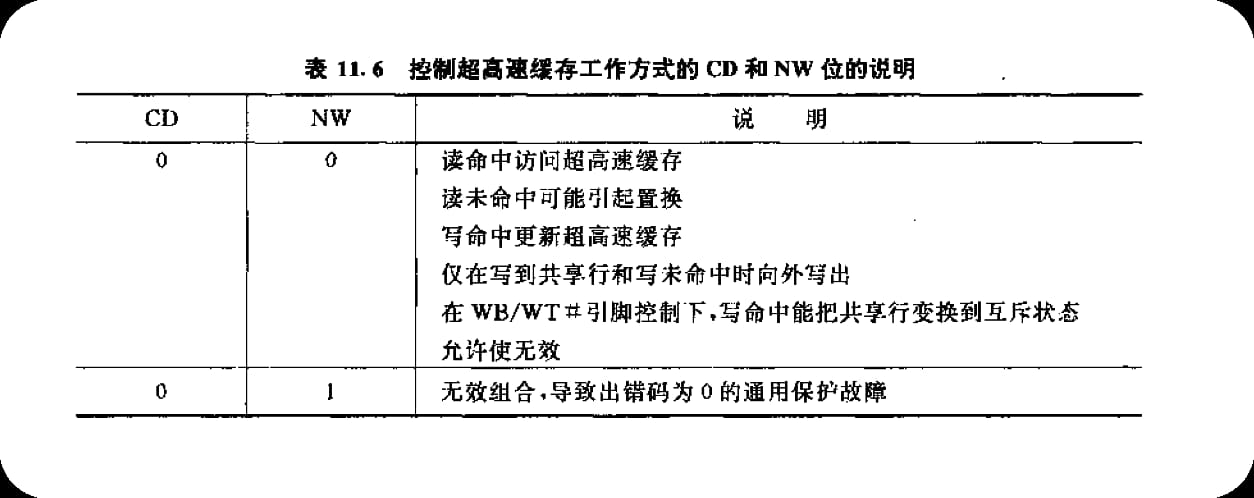 表 11.6 控制超高速缓存工作方式的 CD 和 NW 位的说明
CD NW 说 明
0 0 读命中访问超高速缓存
读未命中可能引起置换
写命中更新超高速缓存
仅在写到共享行和写未命中时向外写出
在 WB/WT#引脚控制下,写命中能把共享行变换到互斥状态
允许使无效
0 1 无效组合,导致出错码为 0 的通用保护故障